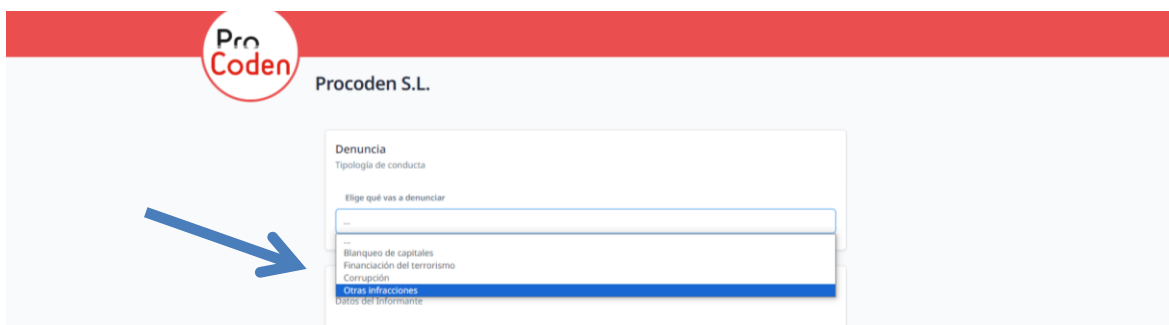 Pro
Coden
Procoden S.L.
Denuncia
Tipología de conducta
Elige qué vas a denunciar
...
...
Blanqueo de capitales
Financiación del terrorismo
Corrupción
Otras infracciones
Datos del Informante